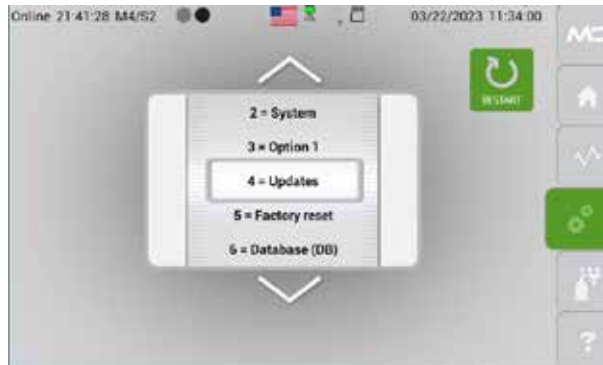 Online 21:41:28 M4/S2 03/22/2023 11:34:00
MC
RESTART
2 = System
3 = Option 1
4 = Updates
5 = Factory reset
6 = Database (DB)
?